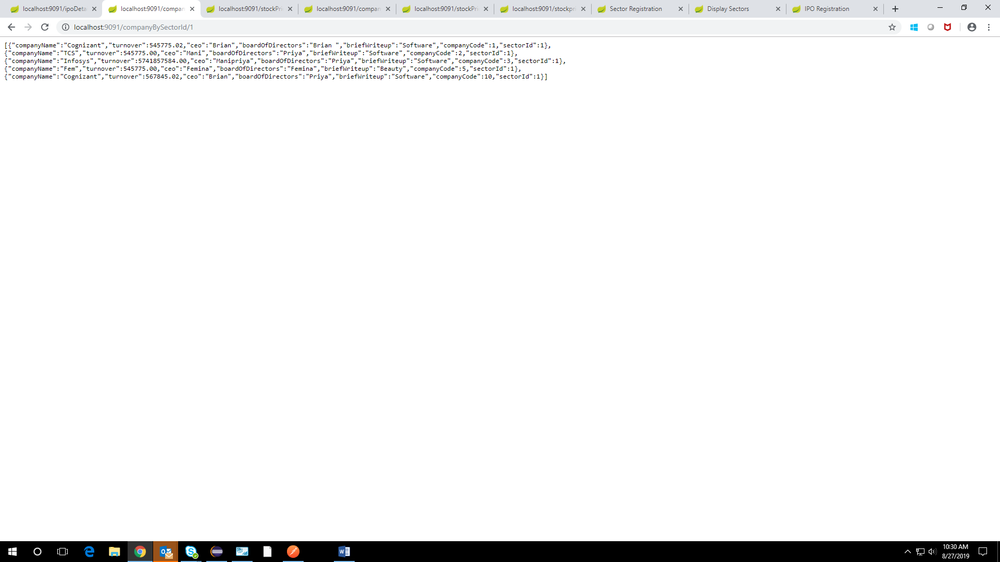 localhost:9091/ipoDeta
localhost:9091/compan
localhost:9091/stockPri
localhost:9091/compan
localhost:9091/stockPri
localhost:9091/stockpri
Sector Registration
Display Sectors
IPO Registration
localhost:9091/companyBySectorId/1
[{"companyName":"Cognizant","turnover":545775.02,"ceo":"Brian","boardOfDirectors":"Brian ","briefWriteup":"Software","companyCode":1,"sectorId":1},
{"companyName":"TCS","turnover":545775.00,"ceo":"Mani","boardOfDirectors":"Priya","briefWriteup":"Software","companyCode":2,"sectorId":1},
{"companyName":"Infosys","turnover":5741857584.00,"ceo":"Manipriya","boardOfDirectors":"Priya","briefWriteup":"Software","companyCode":3,"sectorId":1},
{"companyName":"Fem","turnover":545775.00,"ceo":"Femina","boardOfDirectors":"Femina","briefWriteup":"Beauty","companyCode":5,"sectorId":1},
{"companyName":"Cognizant","turnover":567845.02,"ceo":"Brian","boardOfDirectors":"Priya","briefWriteup":"Software","companyCode":10,"sectorId":1}]
10:30 AM
8/27/2019